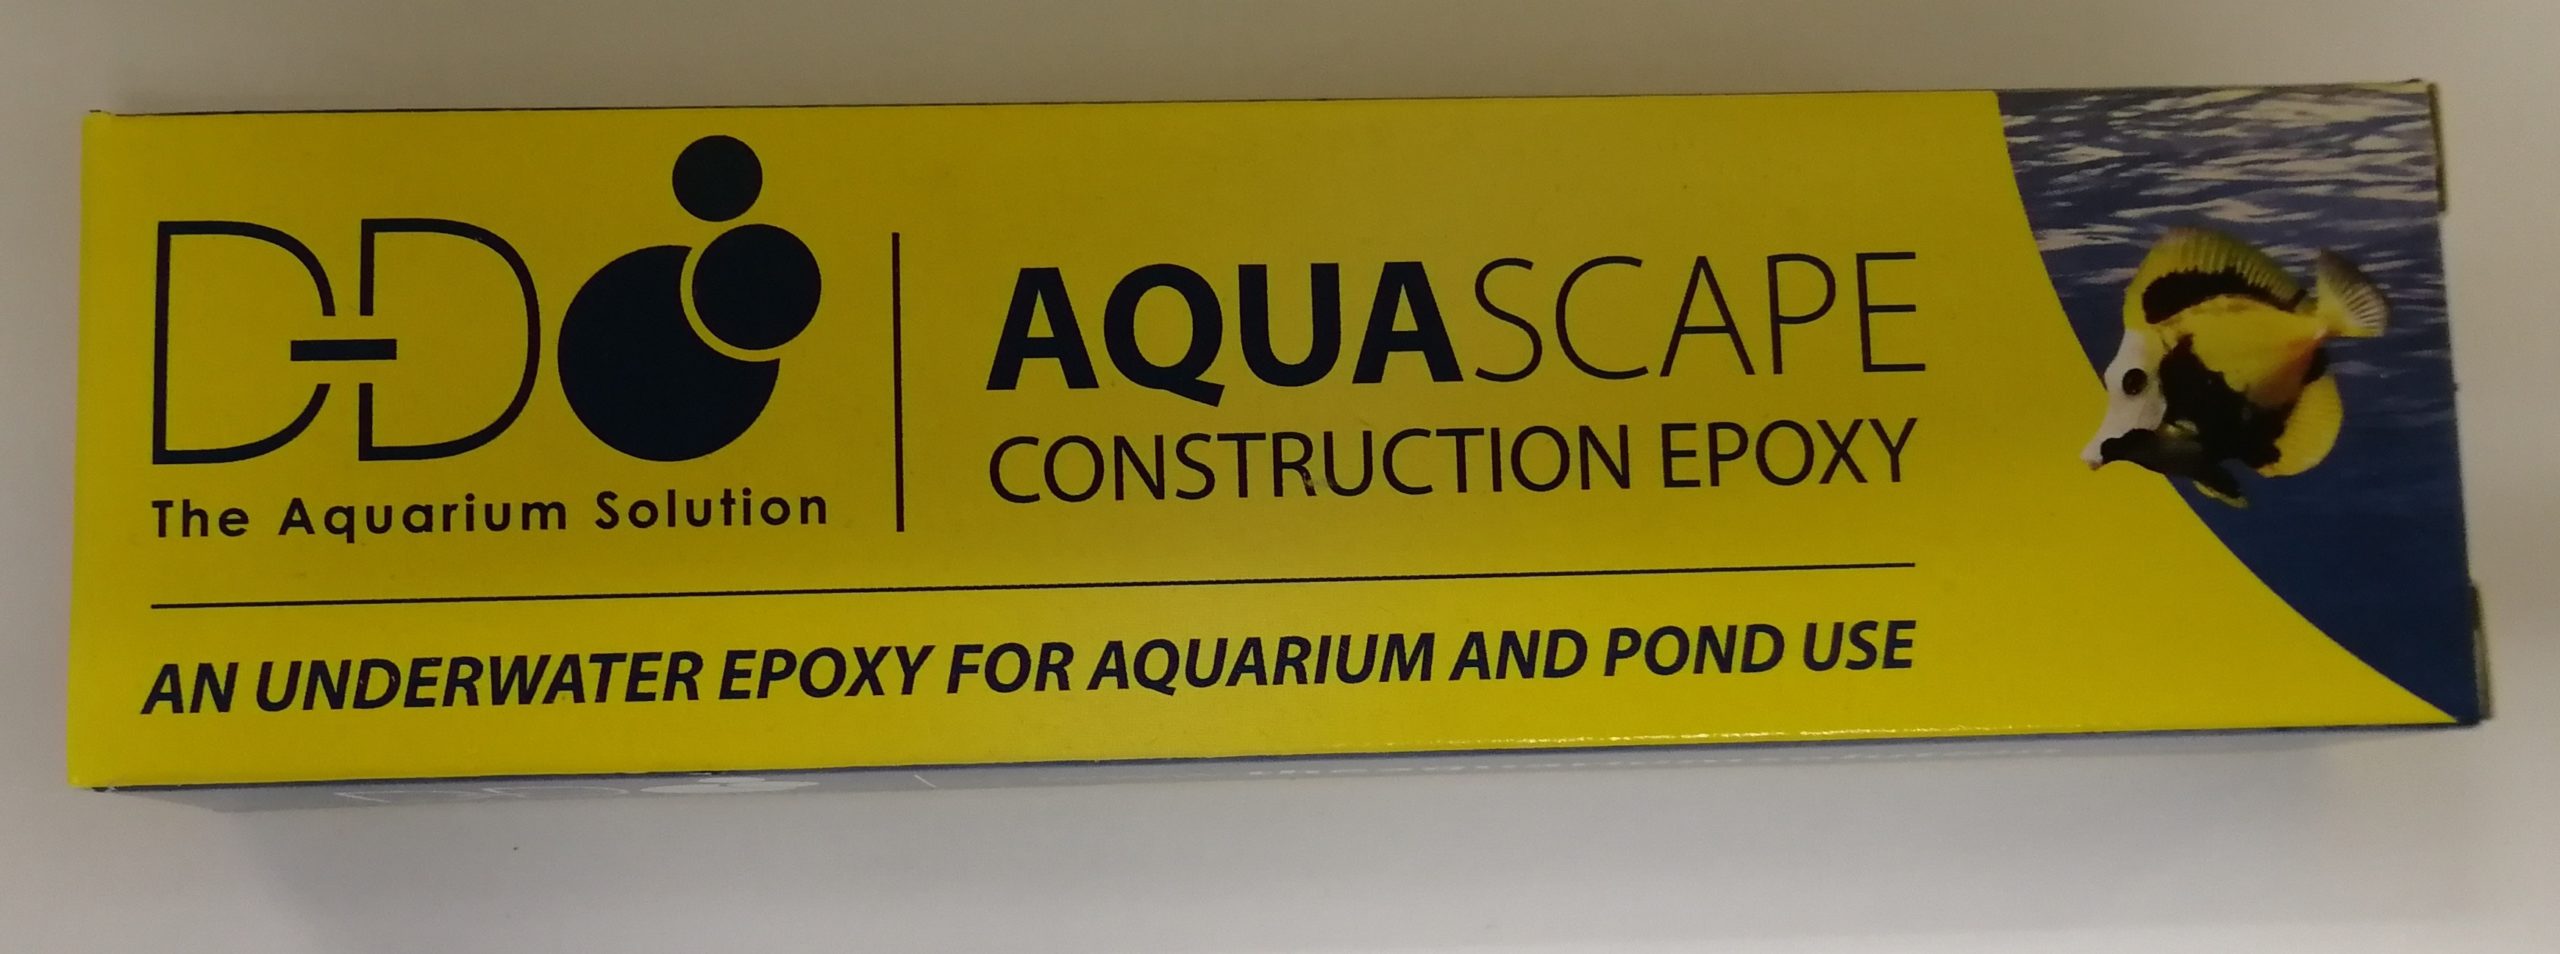 D-D
The Aquarium Solution
AQUASCAPE
CONSTRUCTION EPOXY
AN UNDERWATER EPOXY FOR AQUARIUM AND POND USE